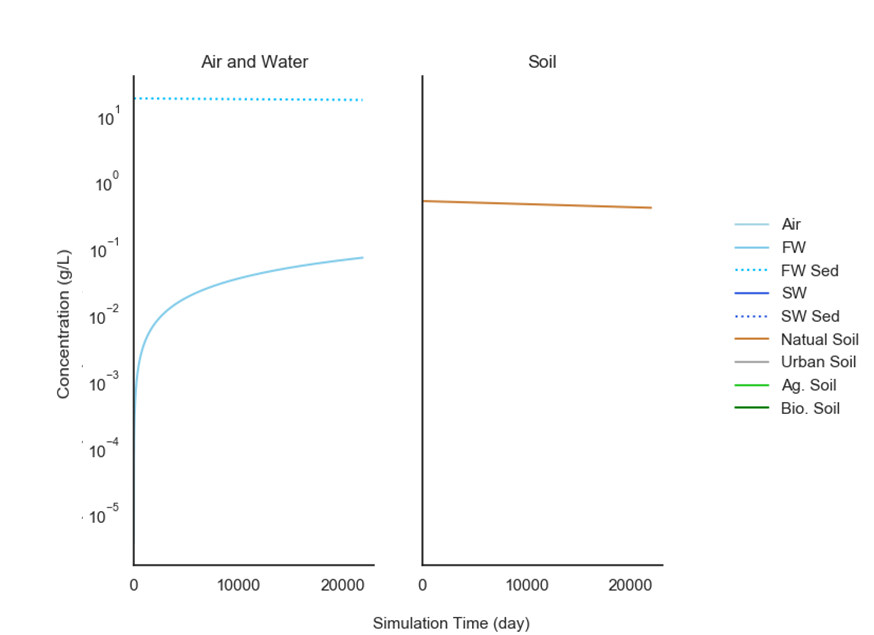 Air and Water
Soil
10^1
10^0
10^−1
10^−2
10^−3
10^−4
10^−5
Concentration (g/L)
0 10000 20000
0 10000 20000
Simulation Time (day)
Air
FW
FW Sed
SW
SW Sed
Natual Soil
Urban Soil
Ag. Soil
Bio. Soil